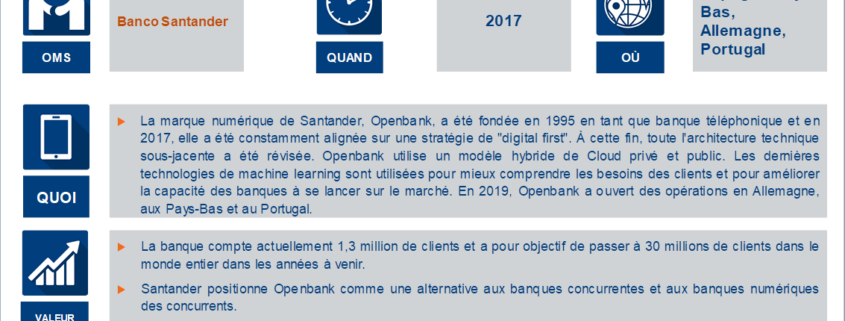 Banco Santander
2017
Bas,
Allemagne,
Portugal
OMS
QUAND
OÙ
La marque numérique de Santander, Openbank, a été fondée en 1995 en tant que banque téléphonique et en
2017, elle a été constamment alignée sur une stratégie de "digital first". À cette fin, toute l'architecture technique
sous-jacente a été révisée. Openbank utilise un modèle hybride de Cloud privé et public. Les dernières
technologies de machine learning sont utilisées pour mieux comprendre les besoins des clients et pour améliorer
la capacité des banques à se lancer sur le marché. En 2019, Openbank a ouvert des opérations en Allemagne,
aux Pays-Bas et au Portugal.
QUOI
La banque compte actuellement 1,3 million de clients et a pour objectif de passer à 30 millions de clients dans le
monde entier dans les années à venir.
Santander positionne Openbank comme une alternative aux banques concurrentes et aux banques numériques
des concurrents.
VALEUR